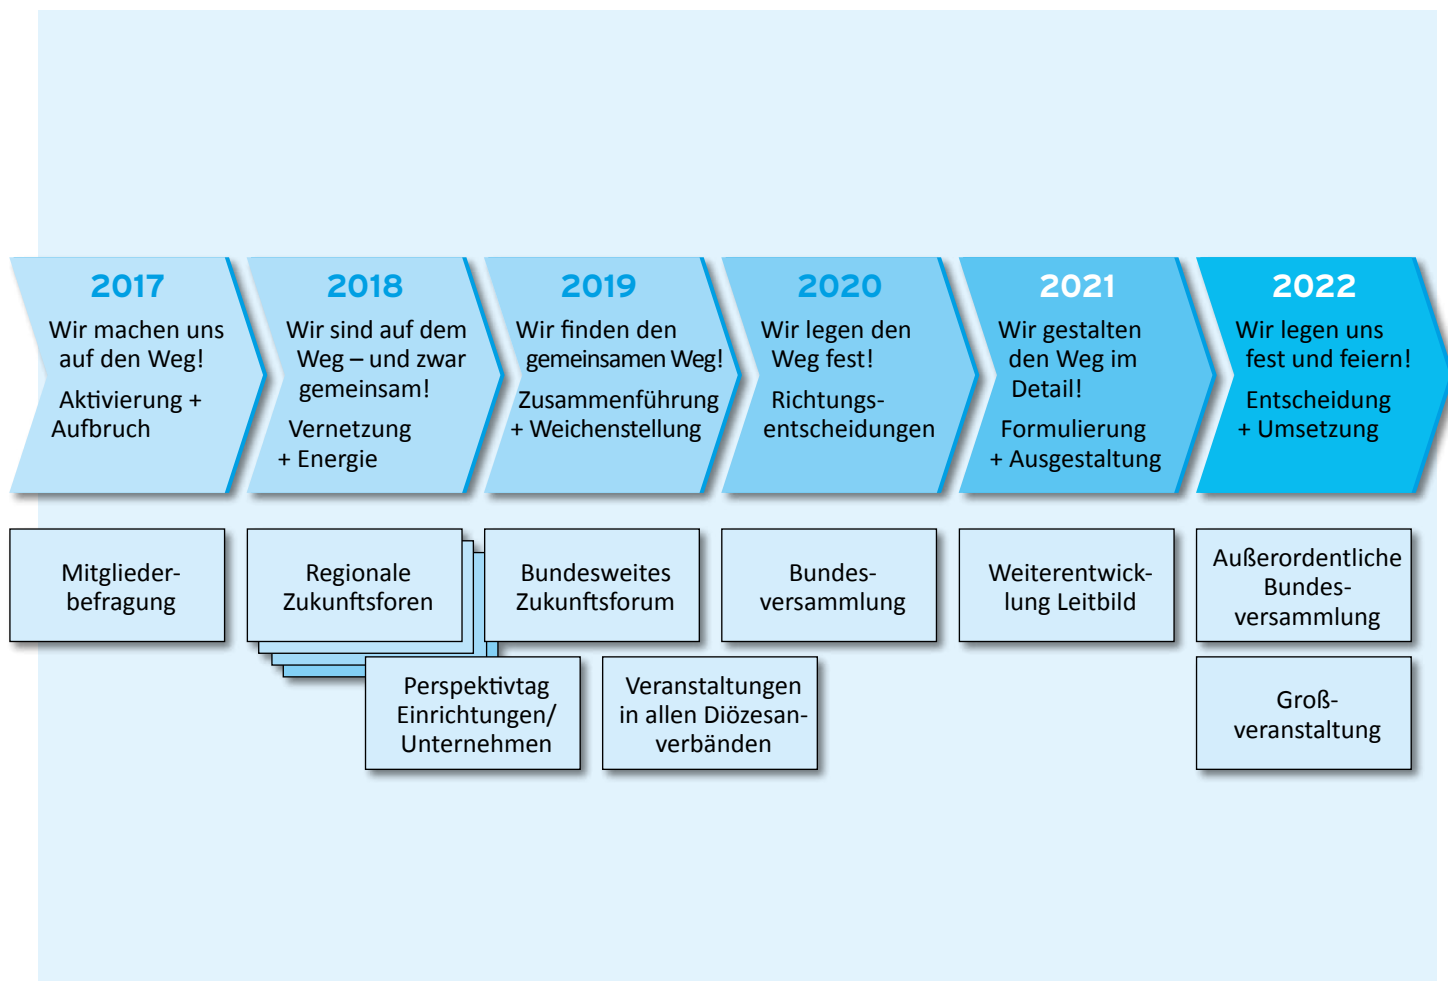 2017
Wir machen uns
auf den Weg!
Aktivierung +
Aufbruch
2018
Wir sind auf dem
Weg – und zwar
gemeinsam!
Vernetzung
+ Energie
2019
Wir finden den
gemeinsamen Weg!
Zusammenführung
+ Weichenstellung
2020
Wir legen den
Weg fest!
Richtungs-
entscheidungen
2021
Wir gestalten
den Weg im
Detail!
Formulierung
+ Ausgestaltung
2022
Wir legen uns
fest und feiern!
Entscheidung
+ Umsetzung
Mitglieder-
befragung
Regionale
Zukunftsforen
Bundesweites
Zukunftsforum
Bundes-
versammlung
Weiterentwick-
lung Leitbild
Außerordentliche
Bundes-
versammlung
Perspektivtag
Einrichtungen/
Unternehmen
Veranstaltungen
in allen Diözesan-
verbänden
Groß-
veranstaltung